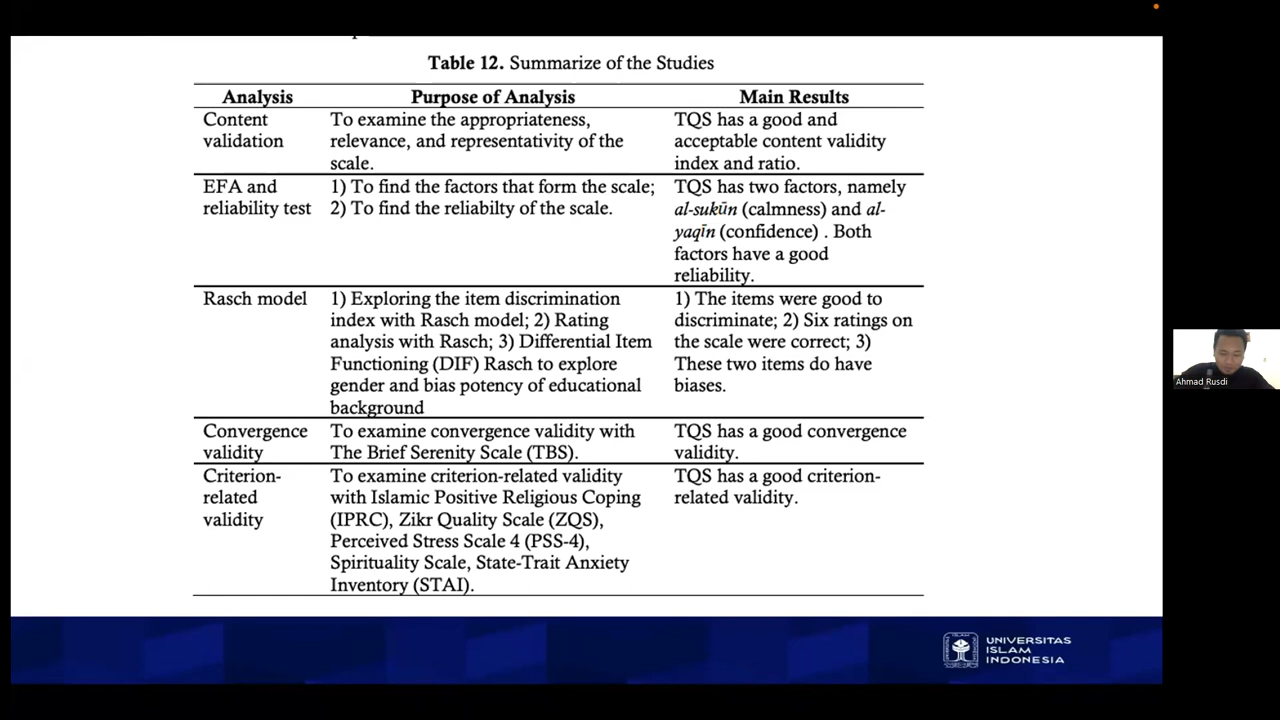 Table 12. Summarize of the Studies
Analysis Purpose of Analysis Main Results
Content
validation
To examine the appropriateness,
relevance, and representativity of the
scale.
TQS has a good and
acceptable content validity
index and ratio.
EFA and
reliability test
1) To find the factors that form the scale;
2) To find the reliabilty of the scale.
TQS has two factors, namely
al-sukūn (calmness) and al-
yaqīn (confidence) . Both
factors have a good
reliability.
Rasch model
1) Exploring the item discrimination
index with Rasch model; 2) Rating
analysis with Rasch; 3) Differential Item
Functioning (DIF) Rasch to explore
gender and bias potency of educational
background
1) The items were good to
discriminate; 2) Six ratings on
the scale were correct; 3)
These two items do have
biases.
Convergence
validity
To examine convergence validity with
The Brief Serenity Scale (TBS).
TQS has a good convergence
validity.
Criterion-
related
validity
To examine criterion-related validity
with Islamic Positive Religious Coping
(IPRC), Zikr Quality Scale (ZQS),
Perceived Stress Scale 4 (PSS-4),
Spirituality Scale, State-Trait Anxiety
Inventory (STAI).
TQS has a good criterion-
related validity.
Ahmad Rusdi
UNIVERSITAS
ISLAM
INDONESIA